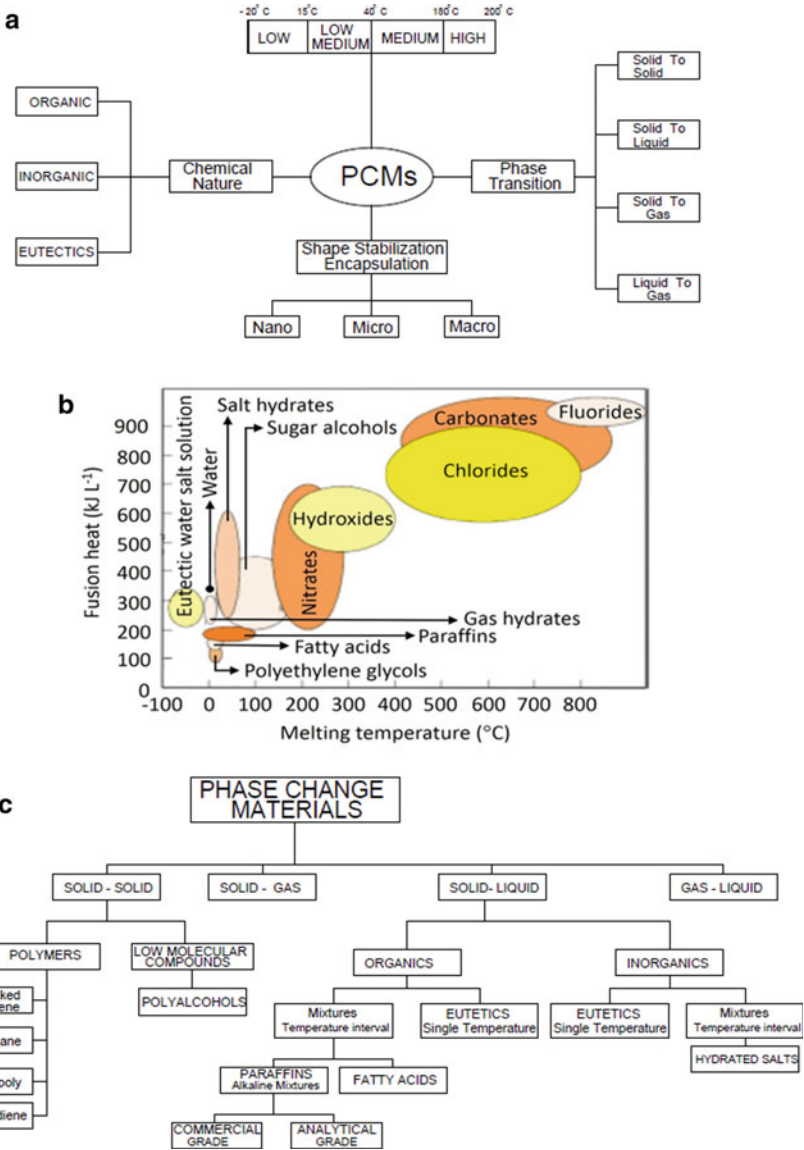 a
- 20° C 15° C 40° C 180° C 200° C
LOW
LOW
MEDIUM
MEDIUM
HIGH
ORGANIC
INORGANIC
EUTECTICS
Chemical
Nature
PCMs
Phase
Transition
Solid To
Solid
Solid To
Liquid
Solid To
Gas
Liquid To
Gas
Shape Stabilization
Encapsulation
Nano
Micro
Macro
b
Fusion heat (kJ L⁻¹)
900
800
700
600
500
400
300
200
100
0
Eutectic water salt solution
Water
Salt hydrates
Sugar alcohols
Carbonates
Fluorides
Chlorides
Hydroxides
Nitrates
Gas hydrates
Paraffins
Fatty acids
Polyethylene glycols
-100 0 100 200 300 400 500 600 700 800
Melting temperature (°C)
c
PHASE CHANGE
MATERIALS
SOLID - SOLID
SOLID - GAS
SOLID- LIQUID
GAS - LIQUID
POLYMERS
LOW MOLECULAR
COMPOUNDS
POLYALCOHOLS
ORGANICS
INORGANICS
Mixtures
Temperature interval
EUTETICS
Single Temperature
EUTETICS
Single Temperature
Mixtures
Temperature interval
HYDRATED SALTS
PARAFFINS
Alkaline Mixtures
FATTY ACIDS
COMMERCIAL
GRADE
ANALYTICAL
GRADE
ked
ene
ane
poly
diene